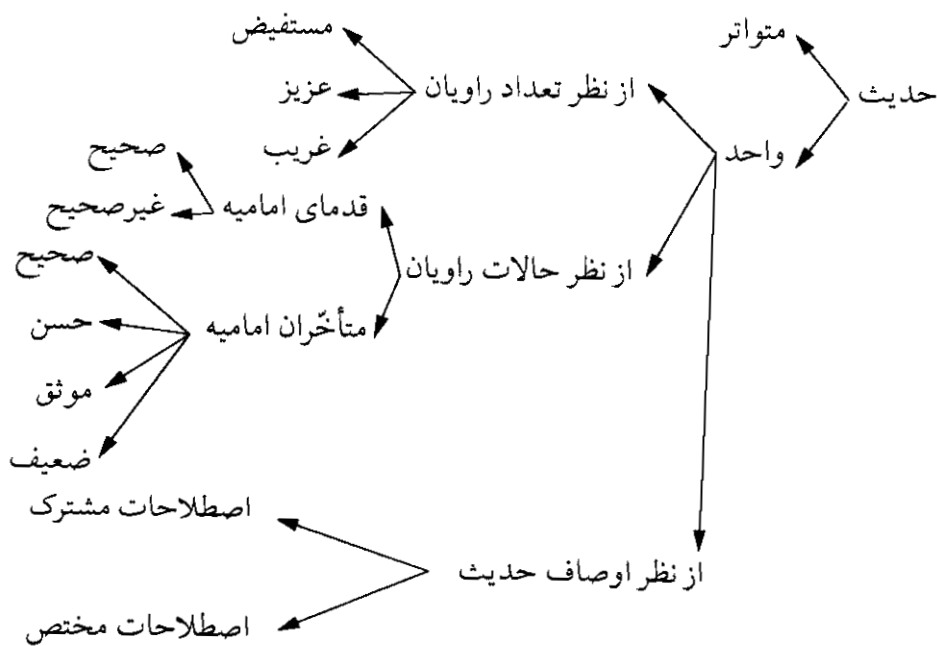 حدیث
متواتر
واحد
از نظر تعداد راویان
مستفیض
عزیز
غریب
از نظر حالات راویان
قدمای امامیه
صحیح
غیرصحیح
متأخّران امامیه
صحیح
حسن
موثق
ضعیف
از نظر اوصاف حدیث
اصطلاحات مشترک
اصطلاحات مختص